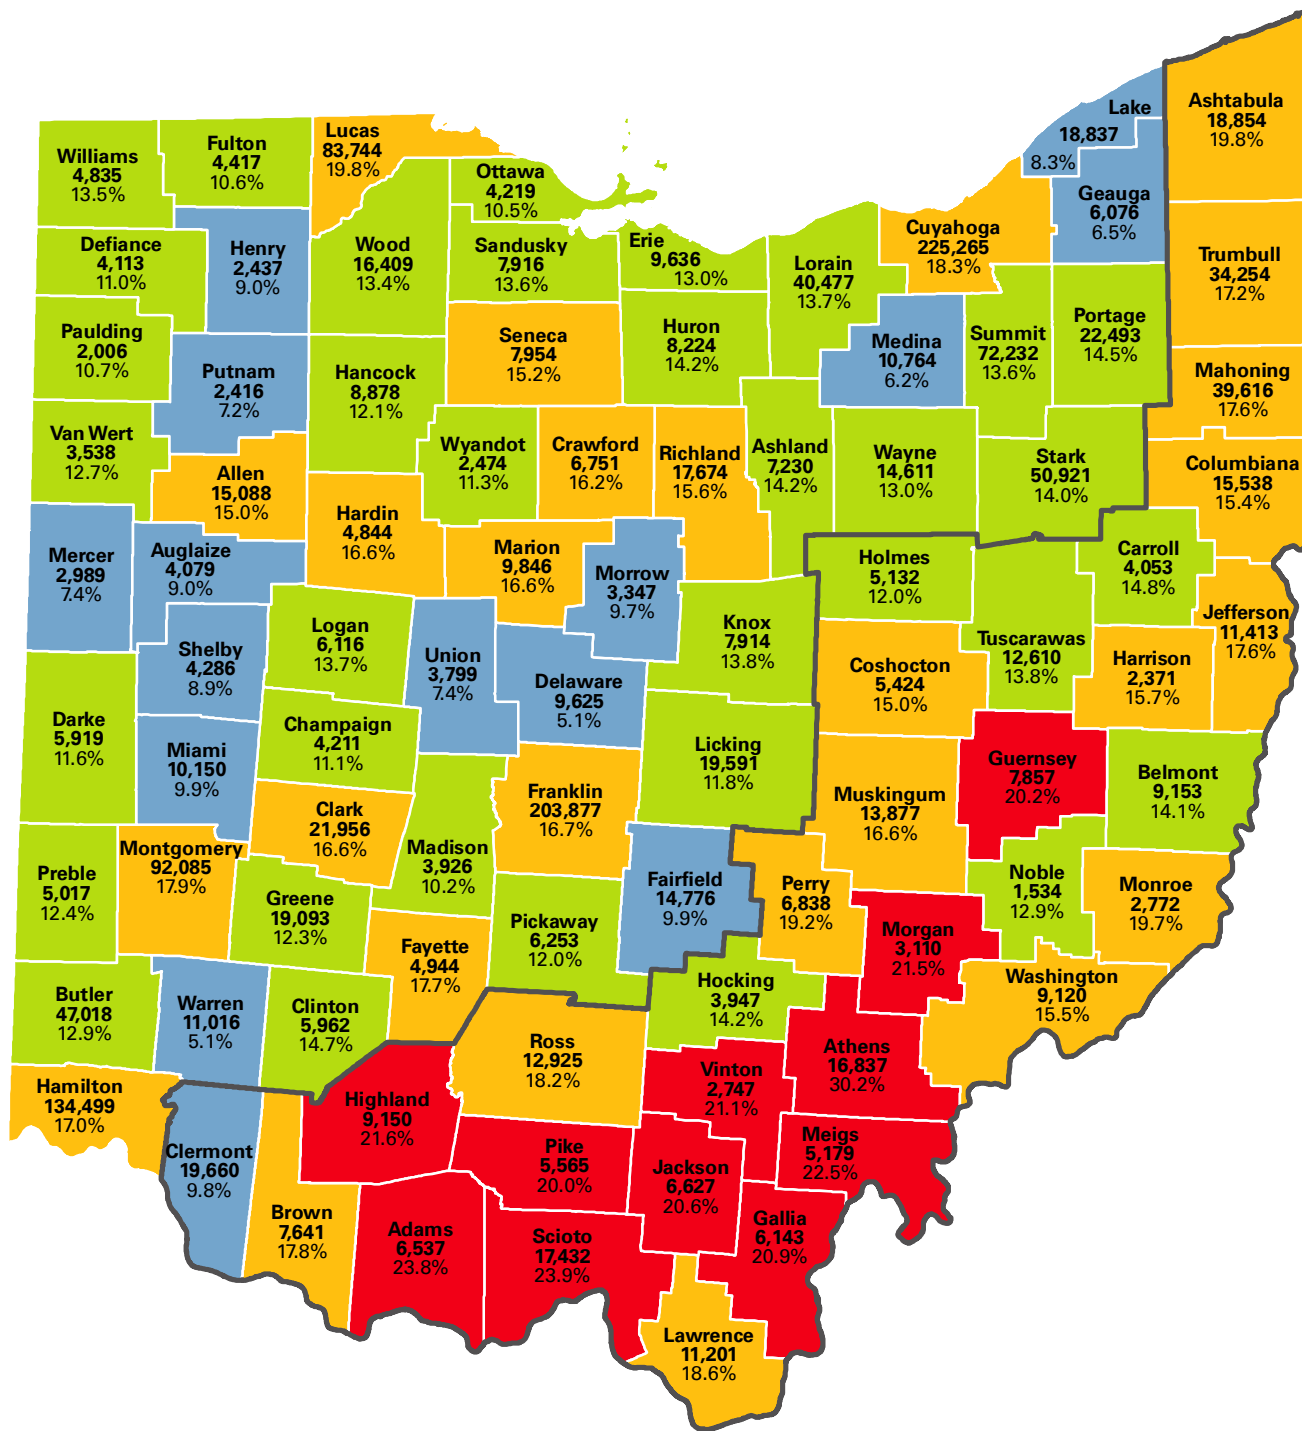 Lake
18,837
8.3%
Ashtabula
18,854
19.8%
Williams
4,835
13.5%
Fulton
4,417
10.6%
Lucas
83,744
19.8%
Ottawa
4,219
10.5%
Geauga
6,076
6.5%
Defiance
4,113
11.0%
Henry
2,437
9.0%
Wood
16,409
13.4%
Sandusky
7,916
13.6%
Erie
9,636
13.0%
Lorain
40,477
13.7%
Cuyahoga
225,265
18.3%
Trumbull
34,254
17.2%
Paulding
2,006
10.7%
Putnam
2,416
7.2%
Hancock
8,878
12.1%
Seneca
7,954
15.2%
Huron
8,224
14.2%
Medina
10,764
6.2%
Summit
72,232
13.6%
Portage
22,493
14.5%
Mahoning
39,616
17.6%
Van Wert
3,538
12.7%
Allen
15,088
15.0%
Wyandot
2,474
11.3%
Crawford
6,751
16.2%
Richland
17,674
15.6%
Ashland
7,230
14.2%
Wayne
14,611
13.0%
Stark
50,921
14.0%
Columbiana
15,538
15.4%
Mercer
2,989
7.4%
Auglaize
4,079
9.0%
Hardin
4,844
16.6%
Marion
9,846
16.6%
Morrow
3,347
9.7%
Holmes
5,132
12.0%
Carroll
4,053
14.8%
Jefferson
11,413
17.6%
Shelby
4,286
8.9%
Logan
6,116
13.7%
Union
3,799
7.4%
Delaware
9,625
5.1%
Knox
7,914
13.8%
Coshocton
5,424
15.0%
Tuscarawas
12,610
13.8%
Harrison
2,371
15.7%
Darke
5,919
11.6%
Miami
10,150
9.9%
Champaign
4,211
11.1%
Licking
19,591
11.8%
Guernsey
7,857
20.2%
Belmont
9,153
14.1%
Clark
21,956
16.6%
Franklin
203,877
16.7%
Muskingum
13,877
16.6%
Montgomery
92,085
17.9%
Madison
3,926
10.2%
Preble
5,017
12.4%
Greene
19,093
12.3%
Pickaway
6,253
12.0%
Fairfield
14,776
9.9%
Perry
6,838
19.2%
Noble
1,534
12.9%
Monroe
2,772
19.7%
Fayette
4,944
17.7%
Morgan
3,110
21.5%
Butler
47,018
12.9%
Warren
11,016
5.1%
Clinton
5,962
14.7%
Hocking
3,947
14.2%
Washington
9,120
15.5%
Ross
12,925
18.2%
Vinton
2,747
21.1%
Athens
16,837
30.2%
Hamilton
134,499
17.0%
Highland
9,150
21.6%
Clermont
19,660
9.8%
Pike
5,565
20.0%
Jackson
6,627
20.6%
Meigs
5,179
22.5%
Brown
7,641
17.8%
Adams
6,537
23.8%
Scioto
17,432
23.9%
Gallia
6,143
20.9%
Lawrence
11,201
18.6%